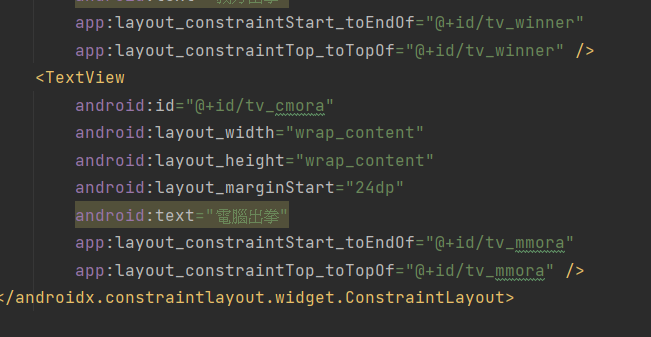 app:layout_constraintStart_toEndOf="@+id/tv_winner"
app:layout_constraintTop_toTopOf="@+id/tv_winner" />
<TextView
android:id="@+id/tv_cmora"
android:layout_width="wrap_content"
android:layout_height="wrap_content"
android:layout_marginStart="24dp"
android:text="電腦出拳"
app:layout_constraintStart_toEndOf="@+id/tv_mmora"
app:layout_constraintTop_toTopOf="@+id/tv_mmora" />
</androidx.constraintlayout.widget.ConstraintLayout>